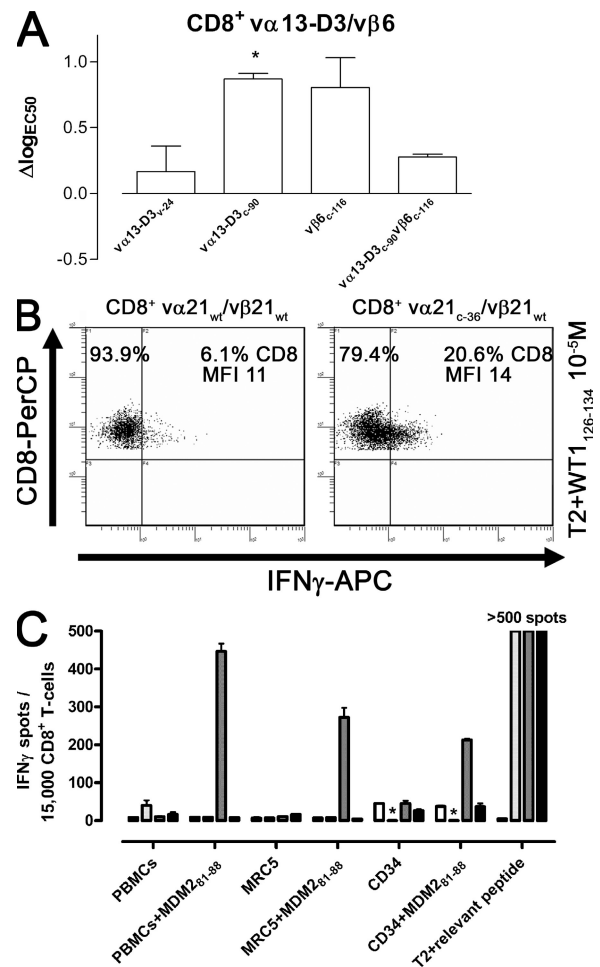 A
CD8⁺ vα13-D3/vβ6
ΔlogEC50
1.0
0.5
0.0
-0.5
*
vα13-D3v-24
vα13-D3c-90
vβ6c-116
vα13-D3c-90vβ6c-116
B
CD8⁺ vα21wt/vβ21wt
CD8⁺ vα21c-36/vβ21wt
CD8-PerCP
93.9%
6.1% CD8
MFI 11
79.4%
20.6% CD8
MFI 14
T2+WT1126-134 10⁻⁵M
IFNγ-APC
C
IFNγ spots /
15,000 CD8⁺ T-cells
500
400
300
200
100
0
>500 spots
*
*
PBMCs
PBMCs+MDM281-88
MRC5
MRC5+MDM281-88
CD34
CD34+MDM281-88
T2+relevant peptide